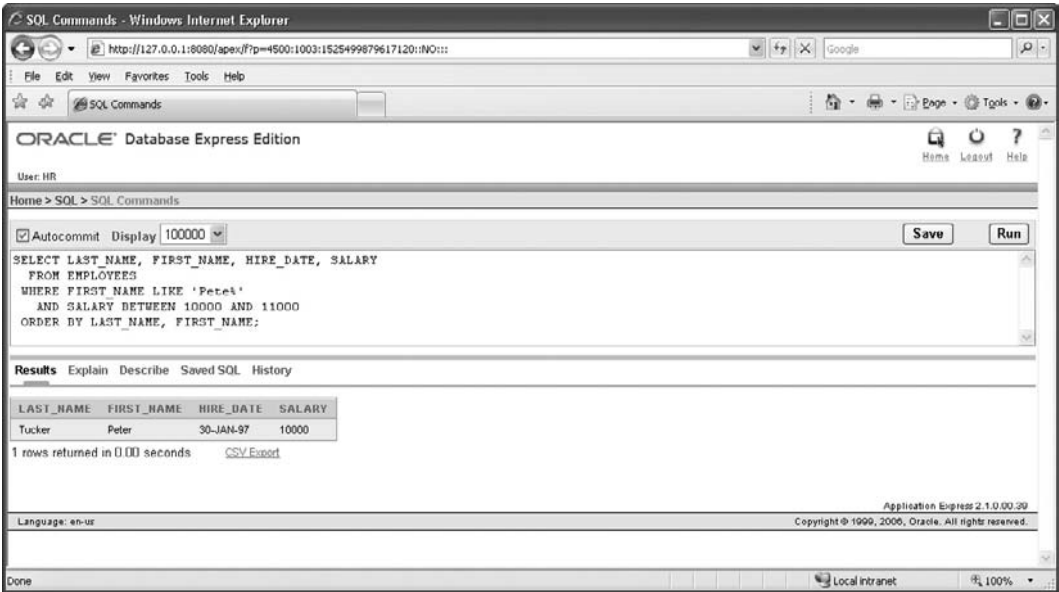 SQL Commands - Windows Internet Explorer
http://127.0.0.1:8080/apex/f?p=4500:1003:1525499879617120::NO:::
Google
File Edit View Favorites Tools Help
SQL Commands
Page Tools
ORACLE Database Express Edition
Home Logout Help
User: HR
Home > SQL > SQL Commands
Autocommit Display 100000 Save Run
SELECT LAST_NAME, FIRST_NAME, HIRE_DATE, SALARY
FROM EMPLOYEES
WHERE FIRST_NAME LIKE 'Pete%'
AND SALARY BETWEEN 10000 AND 11000
ORDER BY LAST_NAME, FIRST_NAME;
Results Explain Describe Saved SQL History
LAST_NAME FIRST_NAME HIRE_DATE SALARY
Tucker Peter 30-JAN-97 10000
1 rows returned in 0.00 seconds CSV Export
Application Express 2.1.0.00.39
Language: en-us Copyright © 1999, 2006, Oracle. All rights reserved.
Done Local intranet 100%